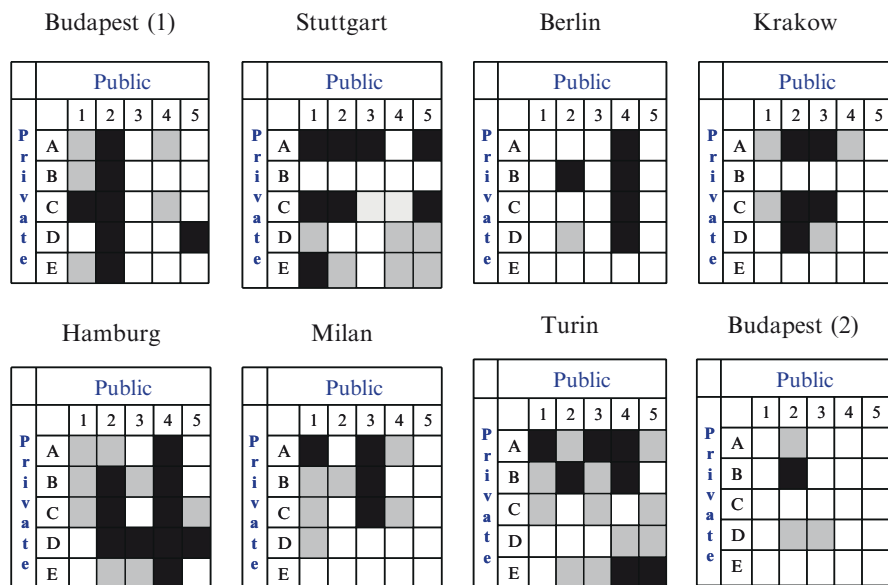 Budapest (1) Stuttgart Berlin Krakow
Public Public Public Public
1 2 3 4 5 1 2 3 4 5 1 2 3 4 5 1 2 3 4 5
Private Private Private Private
A A A A
B B B B
C C C C
D D D D
E E E E
Hamburg Milan Turin Budapest (2)
Public Public Public Public
1 2 3 4 5 1 2 3 4 5 1 2 3 4 5 1 2 3 4 5
Private Private Private Private
A A A A
B B B B
C C C C
D D D D
E E E E